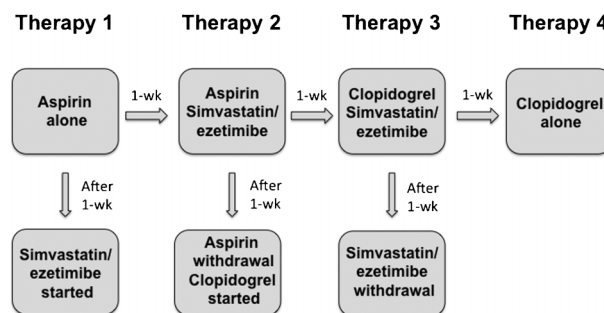 Therapy 1
Therapy 2
Therapy 3
Therapy 4
Aspirin
alone
1-wk
Aspirin
Simvastatin/
ezetimibe
1-wk
Clopidogrel
Simvastatin/
ezetimibe
1-wk
Clopidogrel
alone
After
1-wk
After
1-wk
After
1-wk
Simvastatin/
ezetimibe
started
Aspirin
withdrawal
Clopidogrel
started
Simvastatin/
ezetimibe
withdrawal